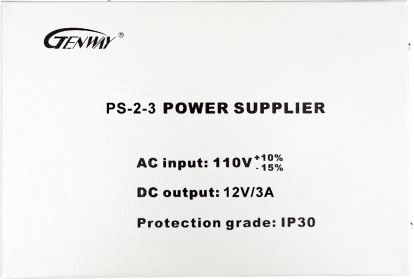 GENWAY®
PS-2-3 POWER SUPPLIER
AC input: 110V +10% -15%
DC output: 12V/3A
Protection grade: IP30